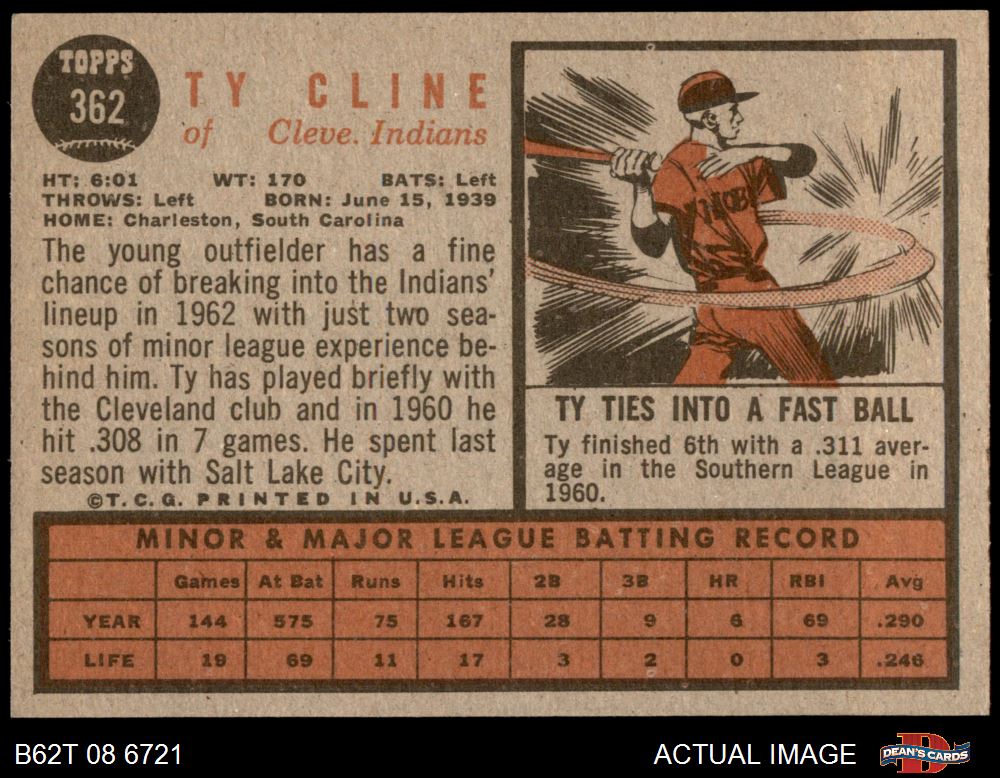 TOPPS
362
TY CLINE
of Cleve. Indians
HT: 6:01 WT: 170 BATS: Left
THROWS: Left BORN: June 15, 1939
HOME: Charleston, South Carolina
The young outfielder has a fine
chance of breaking into the Indians'
lineup in 1962 with just two sea-
sons of minor league experience be-
hind him. Ty has played briefly with
the Cleveland club and in 1960 he
hit .308 in 7 games. He spent last
season with Salt Lake City.
©T.C.G. PRINTED IN U.S.A.
TY TIES INTO A FAST BALL
Ty finished 6th with a .311 aver-
age in the Southern League in
1960.
MINOR & MAJOR LEAGUE BATTING RECORD
Games At Bat Runs Hits 2B 3B HR RBI Avg
YEAR 144 575 75 167 28 9 6 69 .290
LIFE 19 69 11 17 3 2 0 3 .246
B62T 08 6721 ACTUAL IMAGE DEAN'S CARDS